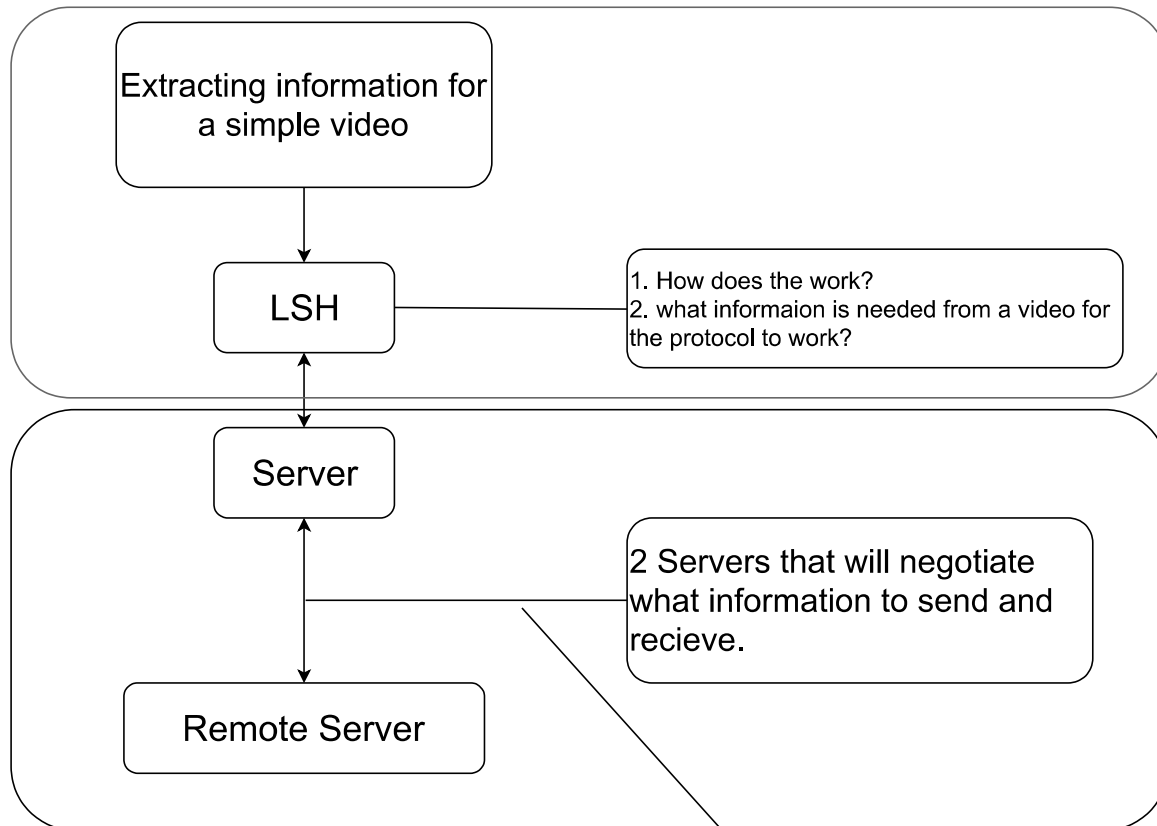 Extracting information for
a simple video
LSH
1. How does the work?
2. what informaion is needed from a video for
the protocol to work?
Server
2 Servers that will negotiate
what information to send and
recieve.
Remote Server